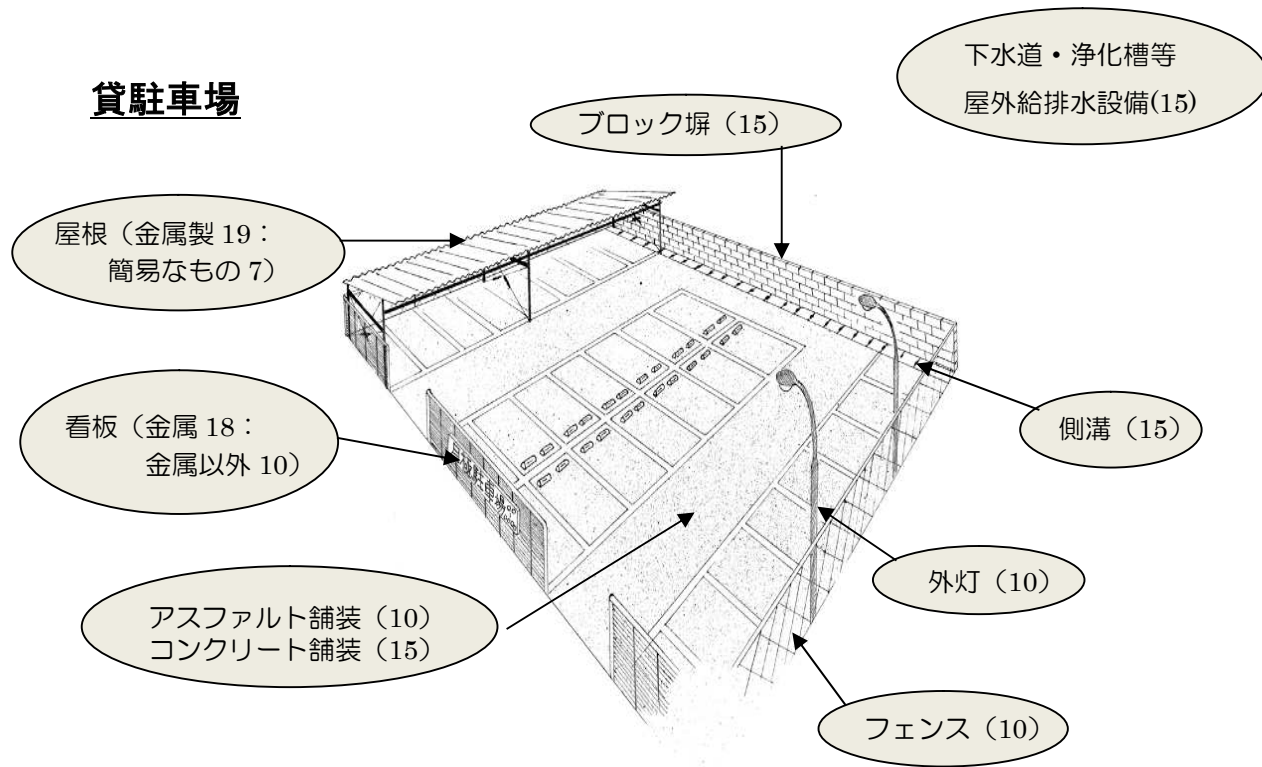 貸駐車場
下水道・浄化槽等
屋外給排水設備(15)
ブロック塀（15）
屋根（金属製 19：
簡易なもの 7）
看板（金属 18：
金属以外 10）
貸駐車場
側溝（15）
外灯（10）
アスファルト舗装（10）
コンクリート舗装（15）
フェンス（10）